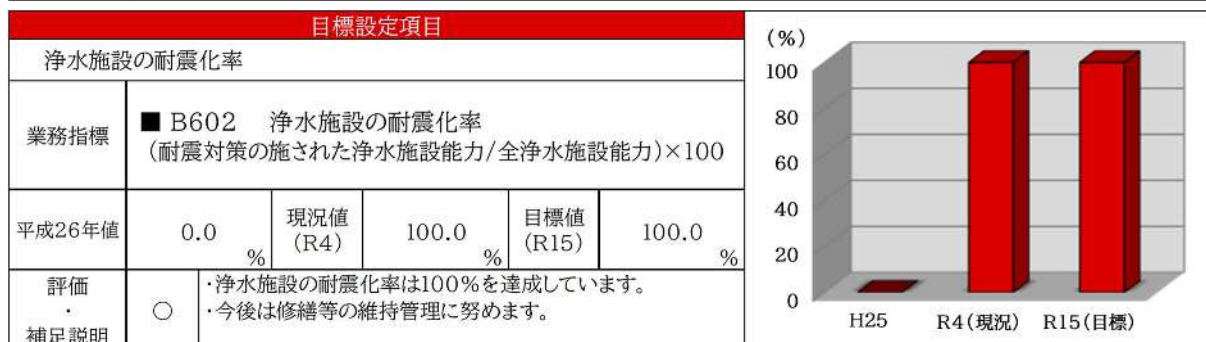 目標設定項目
浄水施設の耐震化率
業務指標
■ B602 浄水施設の耐震化率
(耐震対策の施された浄水施設能力/全浄水施設能力)×100
平成26年値
0.0
%
現況値
(R4)
100.0
%
目標値
(R15)
100.0
%
評価
・
補足説明
○
・浄水施設の耐震化率は100%を達成しています。
・今後は修繕等の維持管理に努めます。
(%)
100
80
60
40
20
0
H25
R4(現況)
R15(目標)